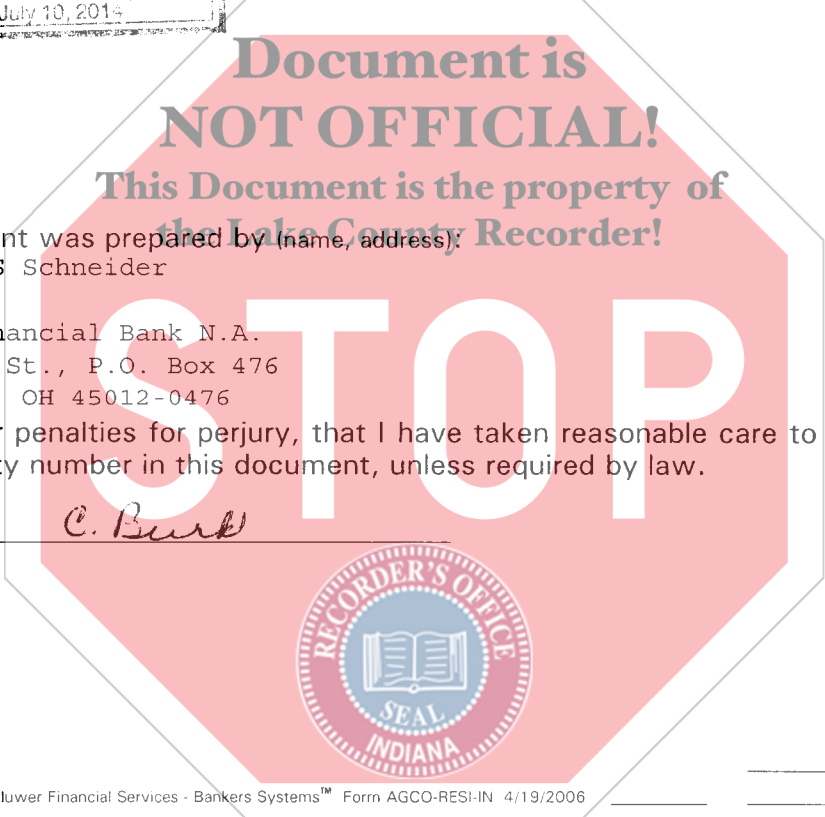 July 10, 2014
Document is
NOT OFFICIAL!
This Document is the property of
the Lake County Recorder!
nt was prepared by (name, address):
S Schneider
nancial Bank N.A.
St., P.O. Box 476
OH 45012-0476
r penalties for perjury, that I have taken reasonable care to
ty number in this document, unless required by law.
STOP
C. Burd
RECORDER'S OFFICE
SEAL
INDIANA
luwer Financial Services - Bankers Systems™ Form AGCO-RESI-IN 4/19/2006